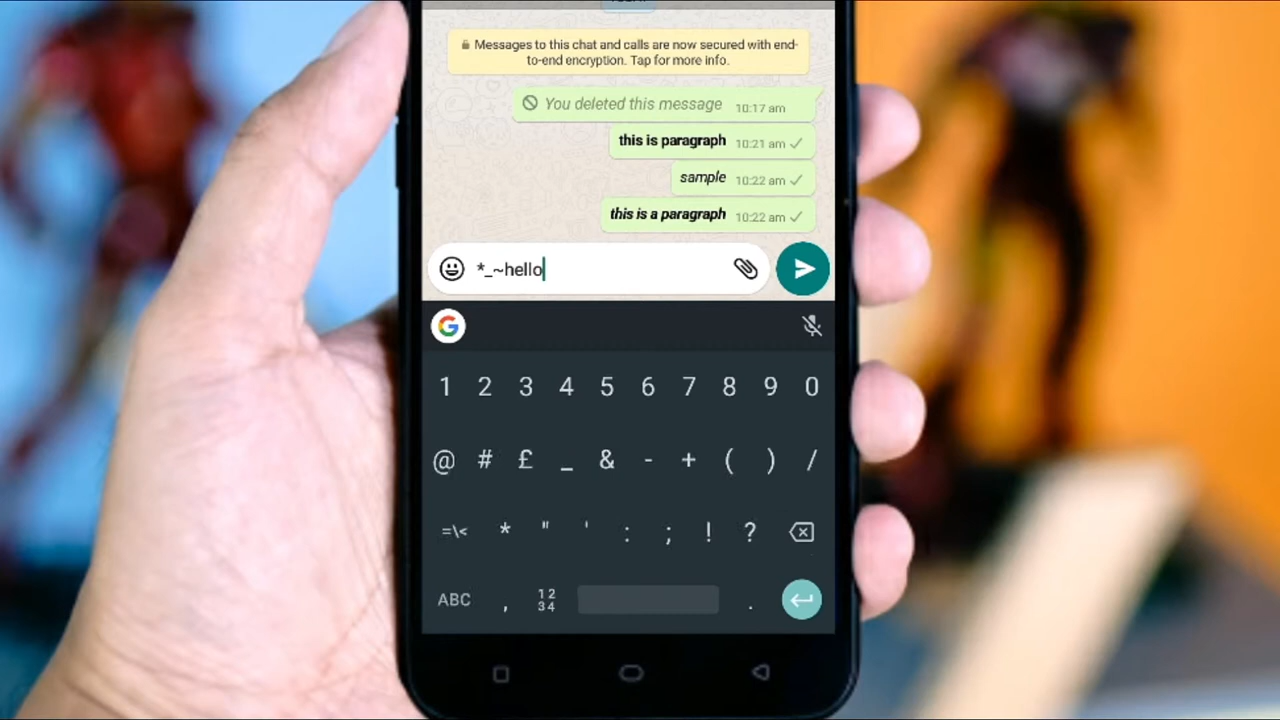 Messages to this chat and calls are now secured with end-
to-end encryption. Tap for more info.
You deleted this message 10:17 am
this is paragraph 10:21 am
sample 10:22 am
this is a paragraph 10:22 am
*_~hello
G
1 2 3 4 5 6 7 8 9 0
@ # £ _ & - + ( ) /
=\< * " ' : ; ! ?
ABC , 12 .
34